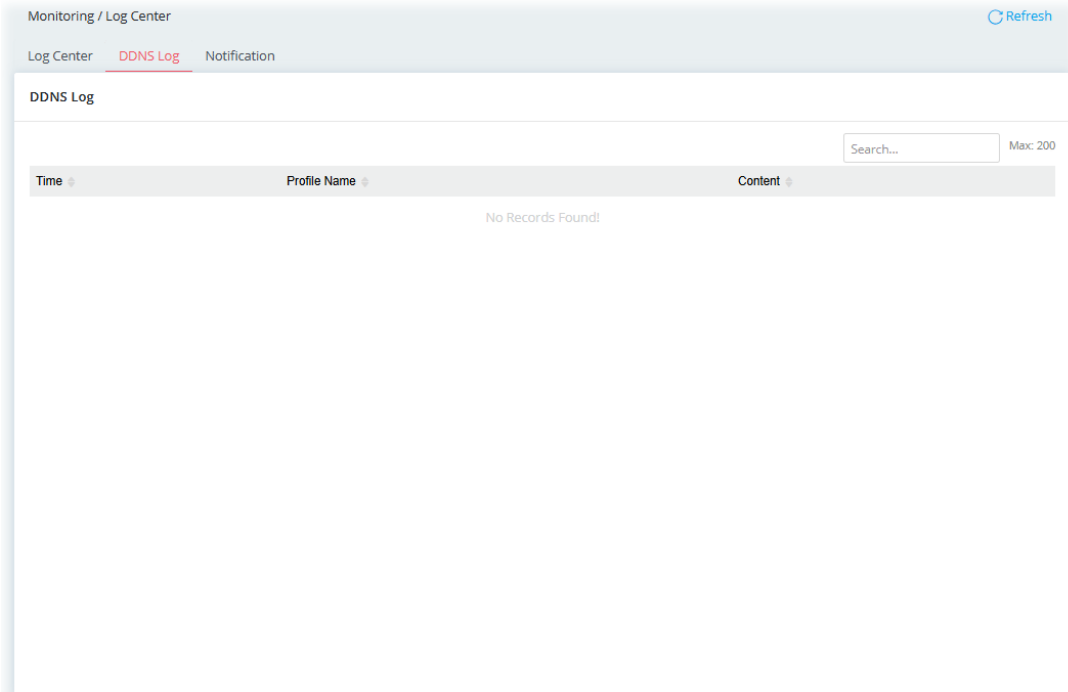 Monitoring / Log Center
Refresh
Log Center DDNS Log Notification
DDNS Log
Search... Max: 200
Time Profile Name Content
No Records Found!